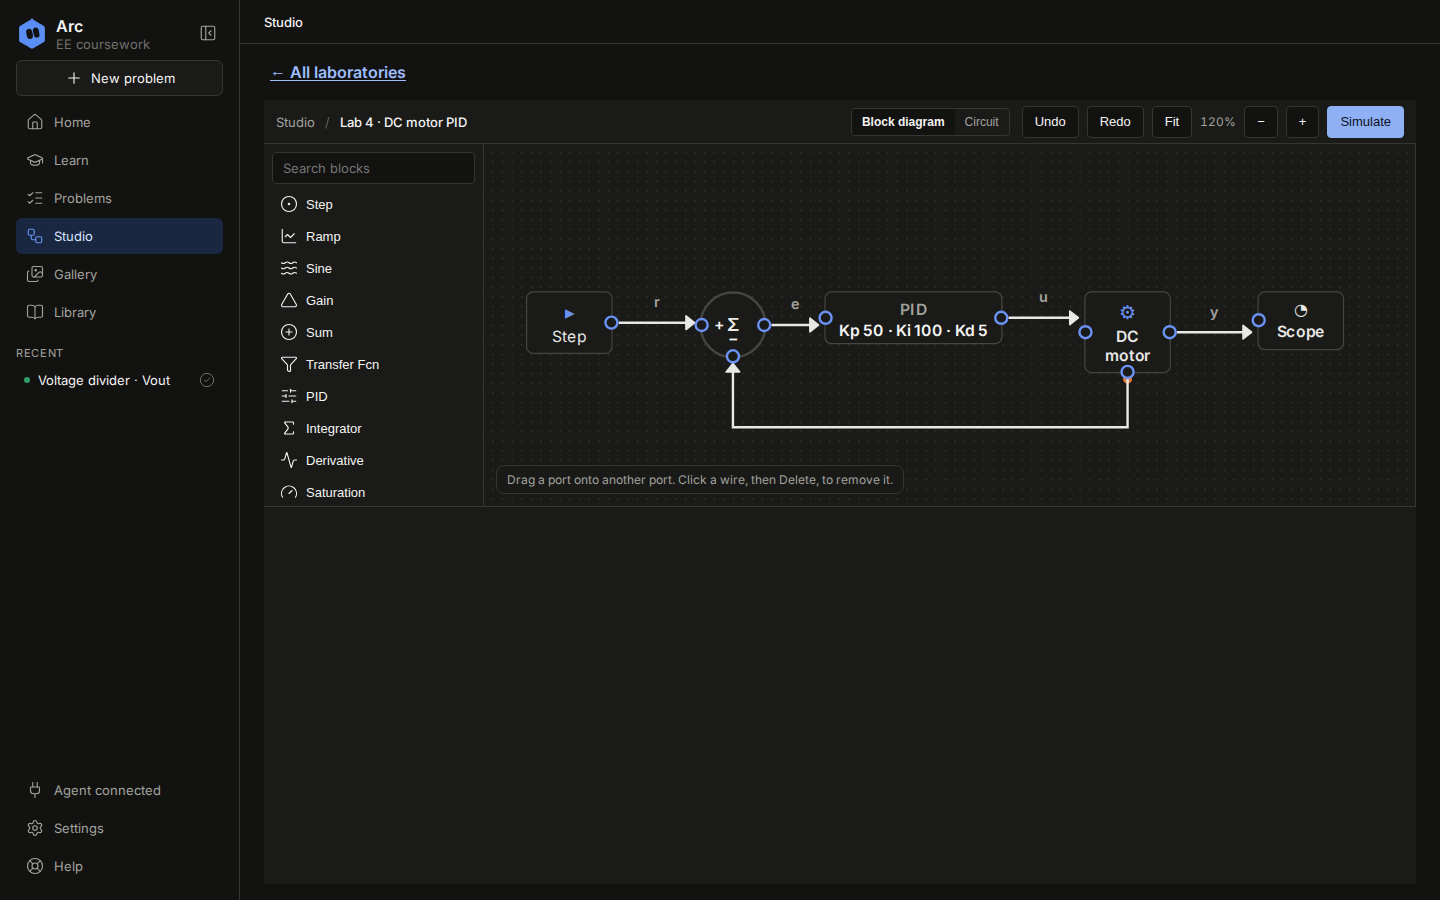 Arc
EE coursework
New problem
Home
Learn
Problems
Studio
Gallery
Library
RECENT
Voltage divider · Vout
Agent connected
Settings
Help
Studio
← All laboratories
Studio / Lab 4 · DC motor PID
Block diagram
Circuit
Undo
Redo
Fit
120%
−
+
Simulate
Search blocks
Step
Ramp
Sine
Gain
Sum
Transfer Fcn
PID
Integrator
Derivative
Saturation
Step
r
+ Σ
−
e
PID
Kp 50 · Ki 100 · Kd 5
u
DC
motor
y
Scope
Drag a port onto another port. Click a wire, then Delete, to remove it.